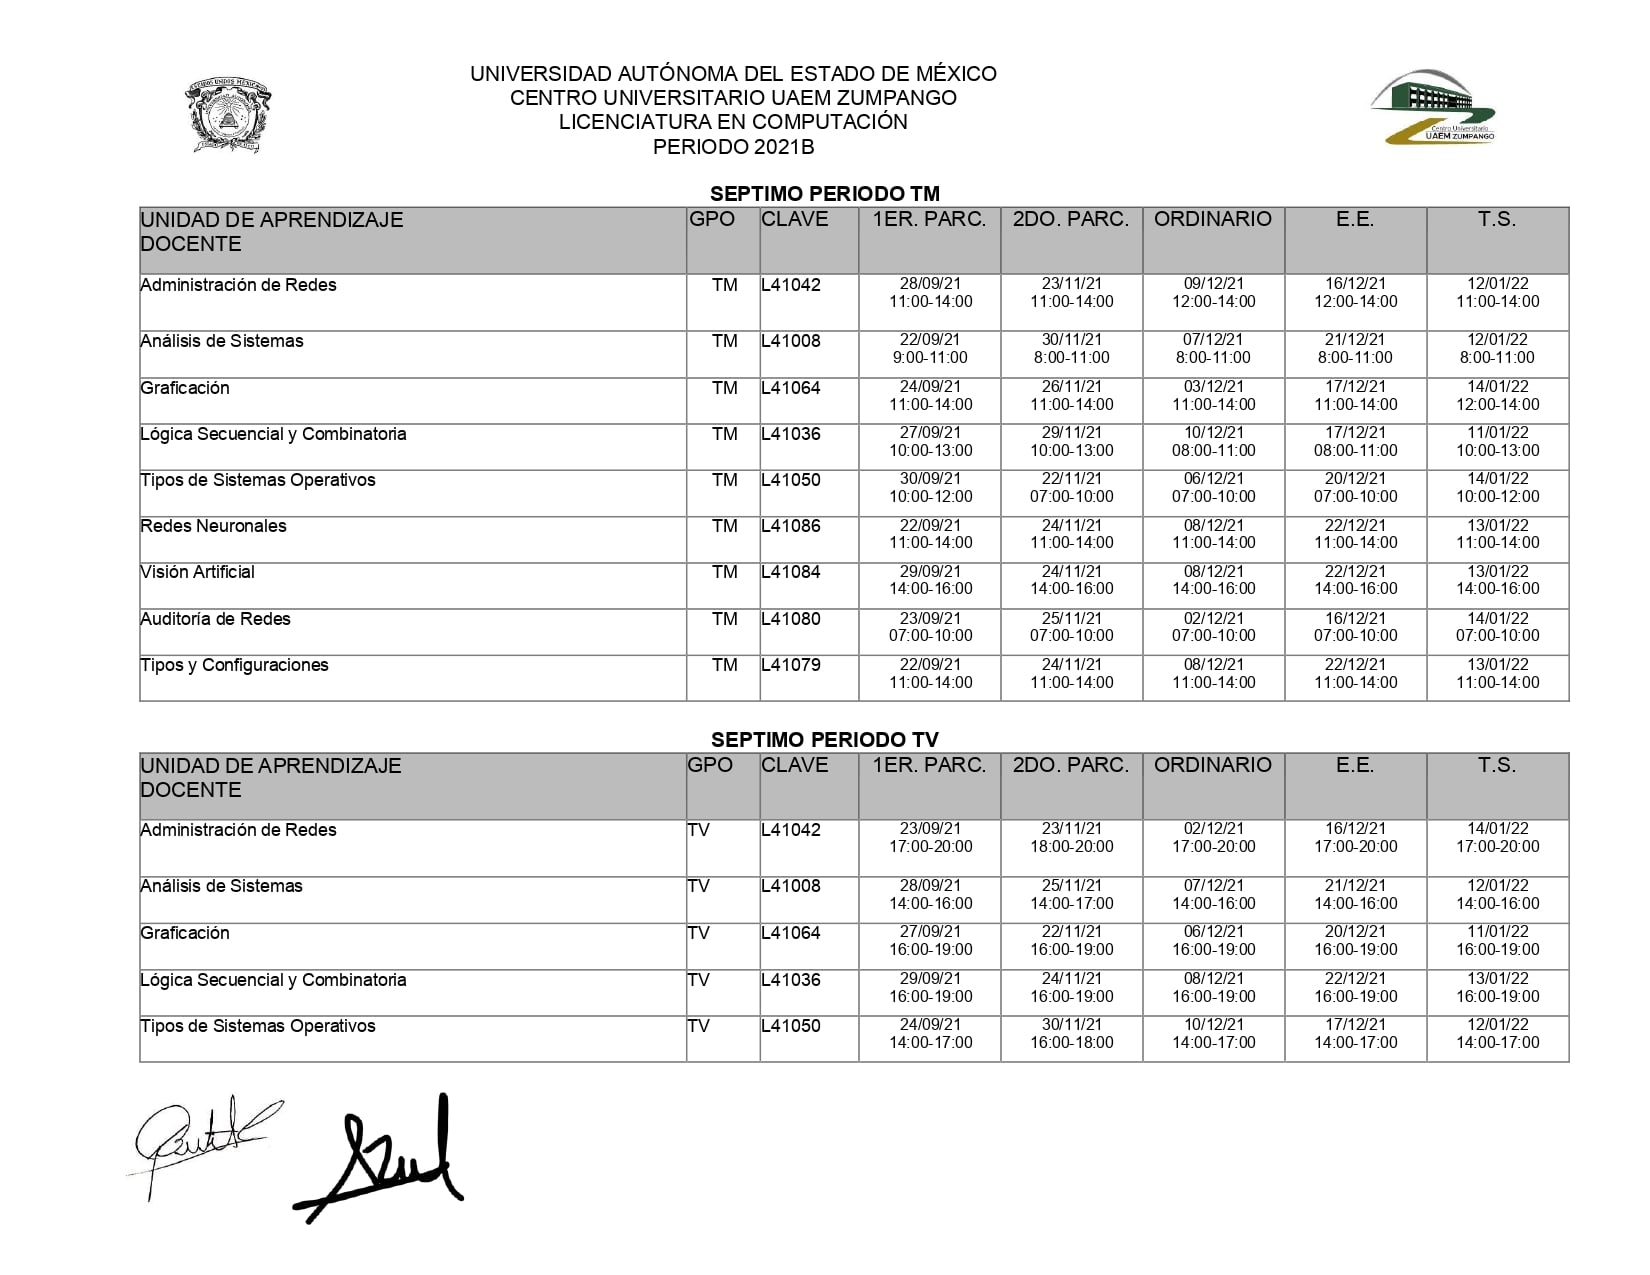 UNIVERSIDAD AUTÓNOMA DEL ESTADO DE MÉXICO
CENTRO UNIVERSITARIO UAEM ZUMPANGO
LICENCIATURA EN COMPUTACIÓN
PERIODO 2021B
Centro Universitario
UAEM ZUMPANGO
SEPTIMO PERIODO TM
UNIDAD DE APRENDIZAJE GPO CLAVE 1ER. PARC. 2DO. PARC. ORDINARIO E.E. T.S.
DOCENTE
Administración de Redes TM L41042 28/09/21 23/11/21 09/12/21 16/12/21 12/01/22
11:00-14:00 11:00-14:00 12:00-14:00 12:00-14:00 11:00-14:00
Análisis de Sistemas TM L41008 22/09/21 30/11/21 07/12/21 21/12/21 12/01/22
9:00-11:00 8:00-11:00 8:00-11:00 8:00-11:00 8:00-11:00
Graficación TM L41064 24/09/21 26/11/21 03/12/21 17/12/21 14/01/22
11:00-14:00 11:00-14:00 11:00-14:00 11:00-14:00 12:00-14:00
Lógica Secuencial y Combinatoria TM L41036 27/09/21 29/11/21 10/12/21 17/12/21 11/01/22
10:00-13:00 10:00-13:00 08:00-11:00 08:00-11:00 10:00-13:00
Tipos de Sistemas Operativos TM L41050 30/09/21 22/11/21 06/12/21 20/12/21 14/01/22
10:00-12:00 07:00-10:00 07:00-10:00 07:00-10:00 10:00-12:00
Redes Neuronales TM L41086 22/09/21 24/11/21 08/12/21 22/12/21 13/01/22
11:00-14:00 11:00-14:00 11:00-14:00 11:00-14:00 11:00-14:00
Visión Artificial TM L41084 29/09/21 24/11/21 08/12/21 22/12/21 13/01/22
14:00-16:00 14:00-16:00 14:00-16:00 14:00-16:00 14:00-16:00
Auditoría de Redes TM L41080 23/09/21 25/11/21 02/12/21 16/12/21 14/01/22
07:00-10:00 07:00-10:00 07:00-10:00 07:00-10:00 07:00-10:00
Tipos y Configuraciones TM L41079 22/09/21 24/11/21 08/12/21 22/12/21 13/01/22
11:00-14:00 11:00-14:00 11:00-14:00 11:00-14:00 11:00-14:00
SEPTIMO PERIODO TV
UNIDAD DE APRENDIZAJE GPO CLAVE 1ER. PARC. 2DO. PARC. ORDINARIO E.E. T.S.
DOCENTE
Administración de Redes TV L41042 23/09/21 23/11/21 02/12/21 16/12/21 14/01/22
17:00-20:00 18:00-20:00 17:00-20:00 17:00-20:00 17:00-20:00
Análisis de Sistemas TV L41008 28/09/21 25/11/21 07/12/21 21/12/21 12/01/22
14:00-16:00 14:00-17:00 14:00-16:00 14:00-16:00 14:00-16:00
Graficación TV L41064 27/09/21 22/11/21 06/12/21 20/12/21 11/01/22
16:00-19:00 16:00-19:00 16:00-19:00 16:00-19:00 16:00-19:00
Lógica Secuencial y Combinatoria TV L41036 29/09/21 24/11/21 08/12/21 22/12/21 13/01/22
16:00-19:00 16:00-19:00 16:00-19:00 16:00-19:00 16:00-19:00
Tipos de Sistemas Operativos TV L41050 24/09/21 30/11/21 10/12/21 17/12/21 12/01/22
14:00-17:00 16:00-18:00 14:00-17:00 14:00-17:00 14:00-17:00